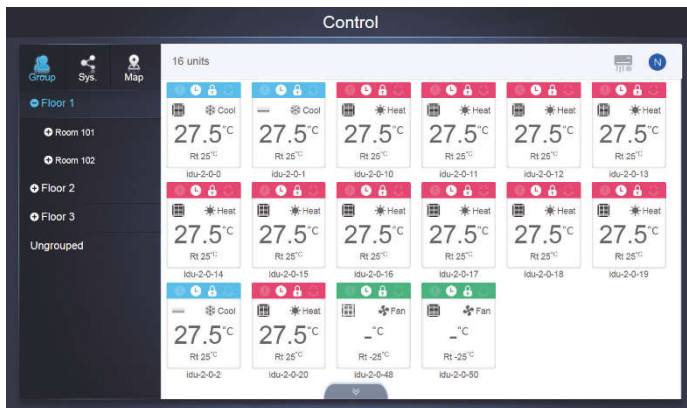 Control
Group Sys. Map
16 units
N
Floor 1
Room 101
Room 102
Floor 2
Floor 3
Ungrouped
Cool Cool Heat Heat Heat Heat
27.5°C 27.5°C 27.5°C 27.5°C 27.5°C 27.5°C
Rt 25°C Rt 25°C Rt 25°C Rt 25°C Rt 25°C Rt 25°C
idu-2-0-0 idu-2-0-1 idu-2-0-10 idu-2-0-11 idu-2-0-12 idu-2-0-13
Heat Heat Heat Heat Heat Heat
27.5°C 27.5°C 27.5°C 27.5°C 27.5°C 27.5°C
Rt 25°C Rt 25°C Rt 25°C Rt 25°C Rt 25°C Rt 25°C
idu-2-0-14 idu-2-0-15 idu-2-0-16 idu-2-0-17 idu-2-0-18 idu-2-0-19
Cool Heat Fan Fan
27.5°C 27.5°C _°C _°C
Rt 25°C Rt 25°C Rt -25°C Rt -25°C
idu-2-0-2 idu-2-0-20 idu-2-0-48 idu-2-0-50